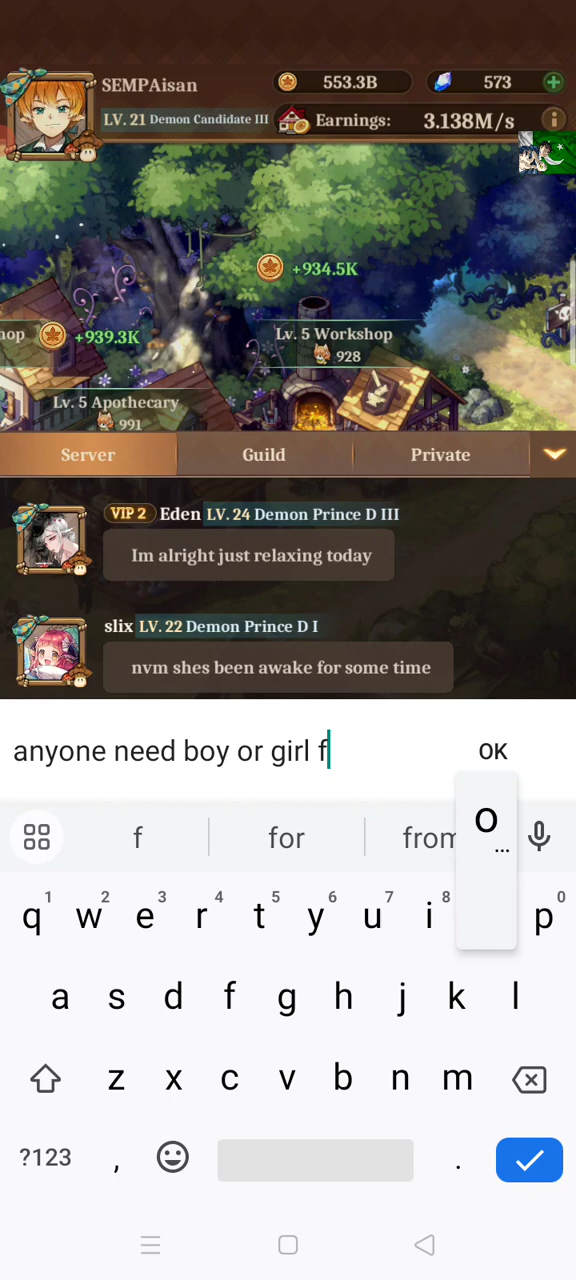 SEMPAisan
553.3B
573
LV. 21 Demon Candidate III
Earnings:
3.138M/s
+934.5K
hop
+939.3K
Lv. 5 Workshop
928
Lv. 5 Apothecary
991
Server
Guild
Private
VIP 2 Eden LV. 24 Demon Prince D III
Im alright just relaxing today
slix LV. 22 Demon Prince D I
nvm shes been awake for some time
anyone need boy or girl f
OK
f
for
from
o
...
1 2 3 4 5 6 7 8 0
q w e r t y u i p
a s d f g h j k l
z x c v b n m
?123 , .